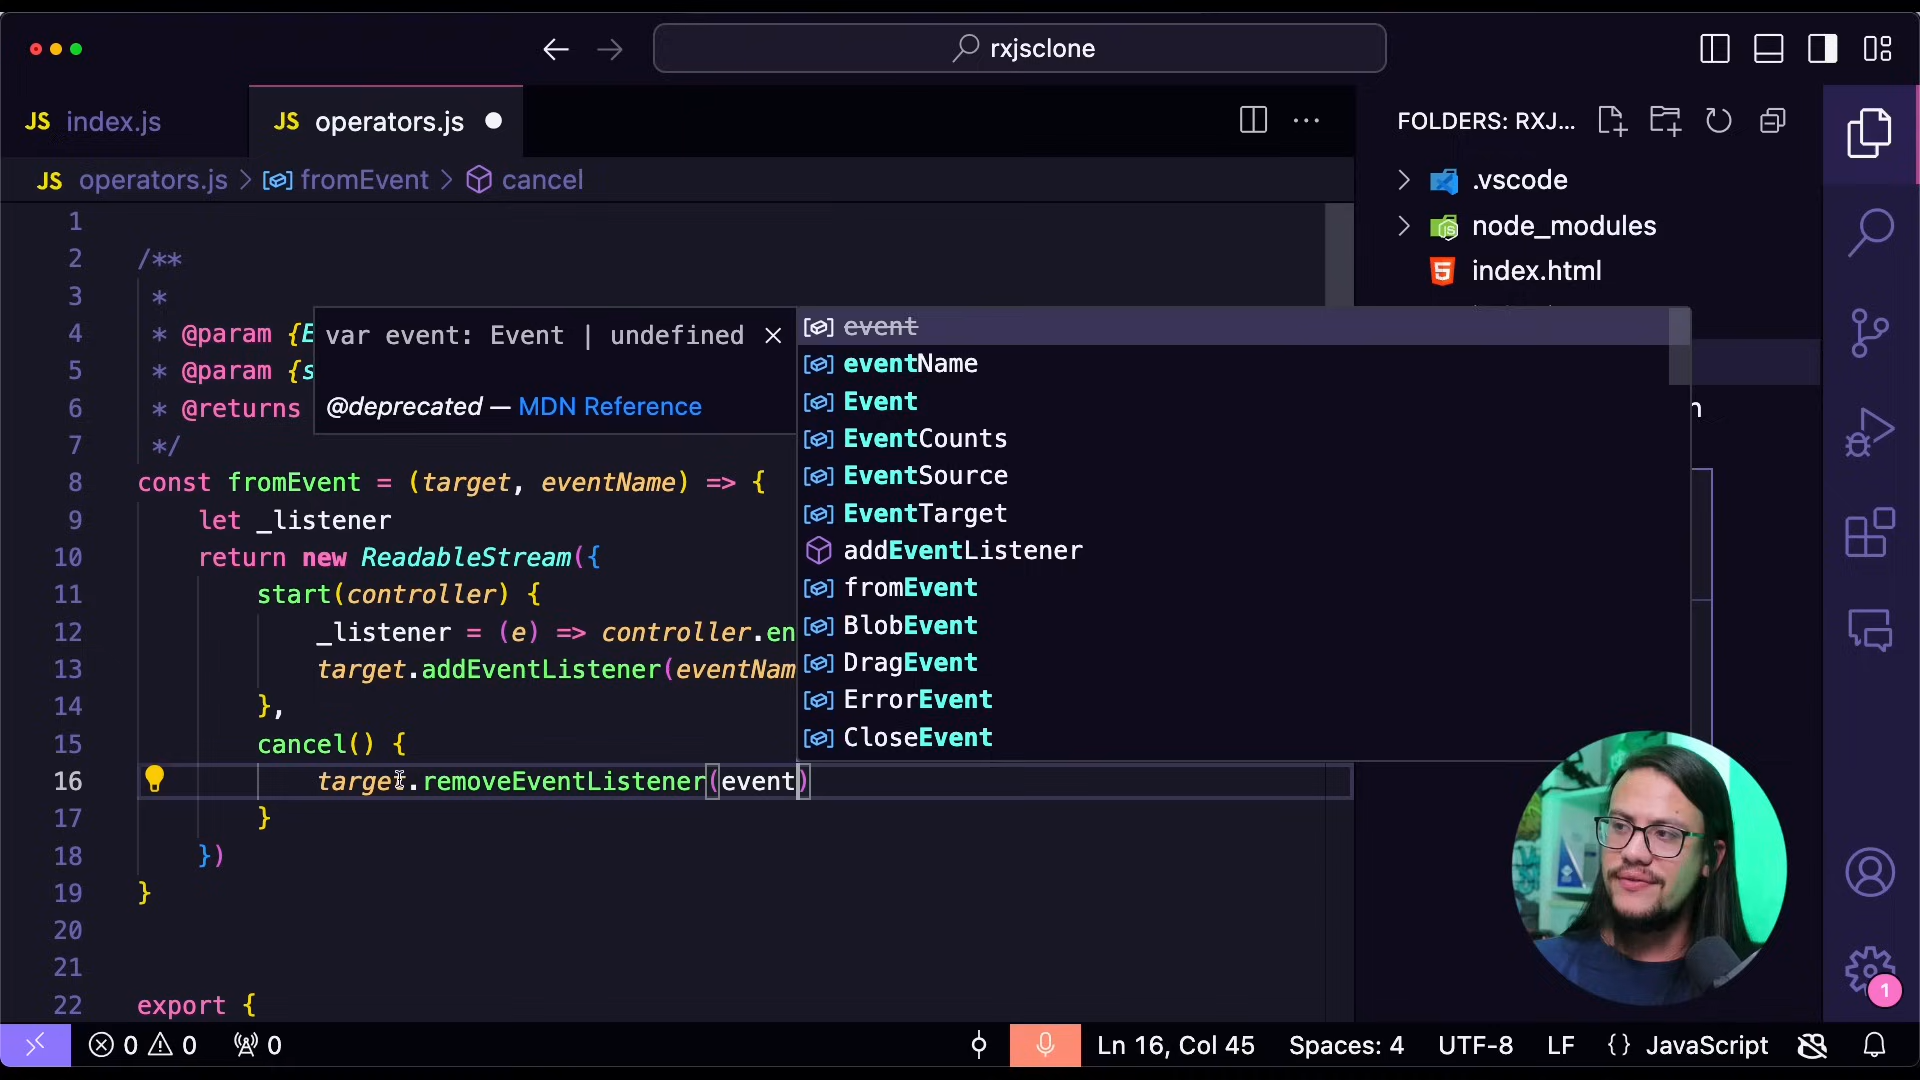 rxjsclone
JS index.js
JS operators.js
FOLDERS: RXJ...
JS operators.js > fromEvent > cancel
.vscode
node_modules
index.html
1
2 /**
3 *
4 * @param {E
5 * @param {s
6 * @returns
7 */
8 const fromEvent = (target, eventName) => {
9 let _listener
10 return new ReadableStream({
11 start(controller) {
12 _listener = (e) => controller.en
13 target.addEventListener(eventNam
14 },
15 cancel() {
16 target.removeEventListener(event)
17 }
18 })
19 }
20
21
22 export {
var event: Event | undefined
@deprecated — MDN Reference
event
eventName
Event
EventCounts
EventSource
EventTarget
addEventListener
fromEvent
BlobEvent
DragEvent
ErrorEvent
CloseEvent
n
1
0 0 0
Ln 16, Col 45 Spaces: 4 UTF-8 LF {} JavaScript